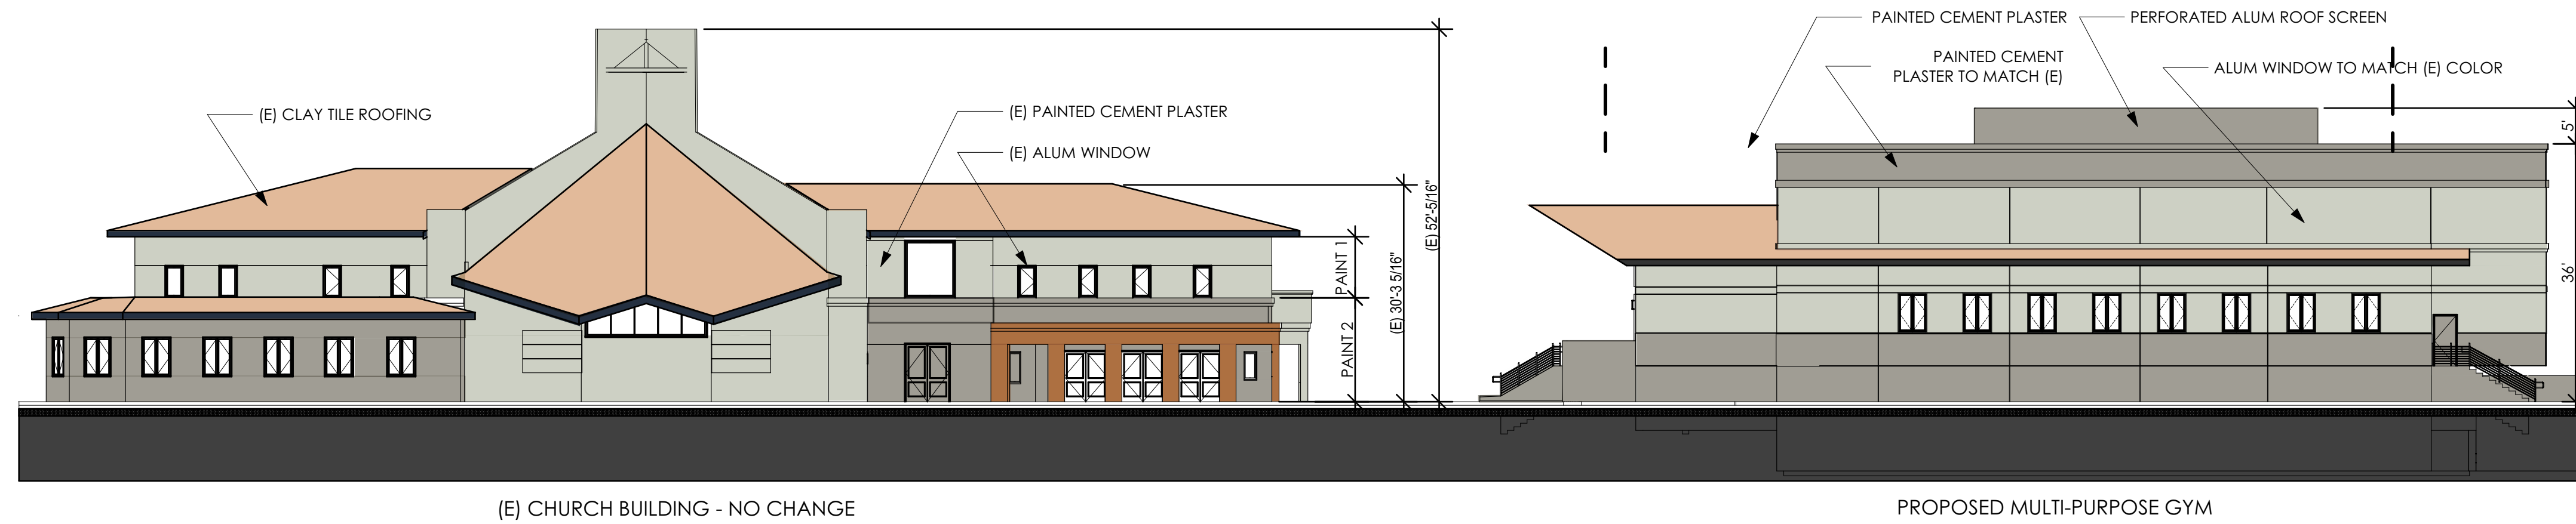 PAINTED CEMENT PLASTER
PERFORATED ALUM ROOF SCREEN
PAINTED CEMENT
PLASTER TO MATCH (E)
ALUM WINDOW TO MATCH (E) COLOR
(E) CLAY TILE ROOFING
(E) PAINTED CEMENT PLASTER
(E) ALUM WINDOW
PAINT 1
PAINT 2
(E) 30'-3 5/16"
(E) 52'-5/16"
5'
36'
(E) CHURCH BUILDING - NO CHANGE
PROPOSED MULTI-PURPOSE GYM